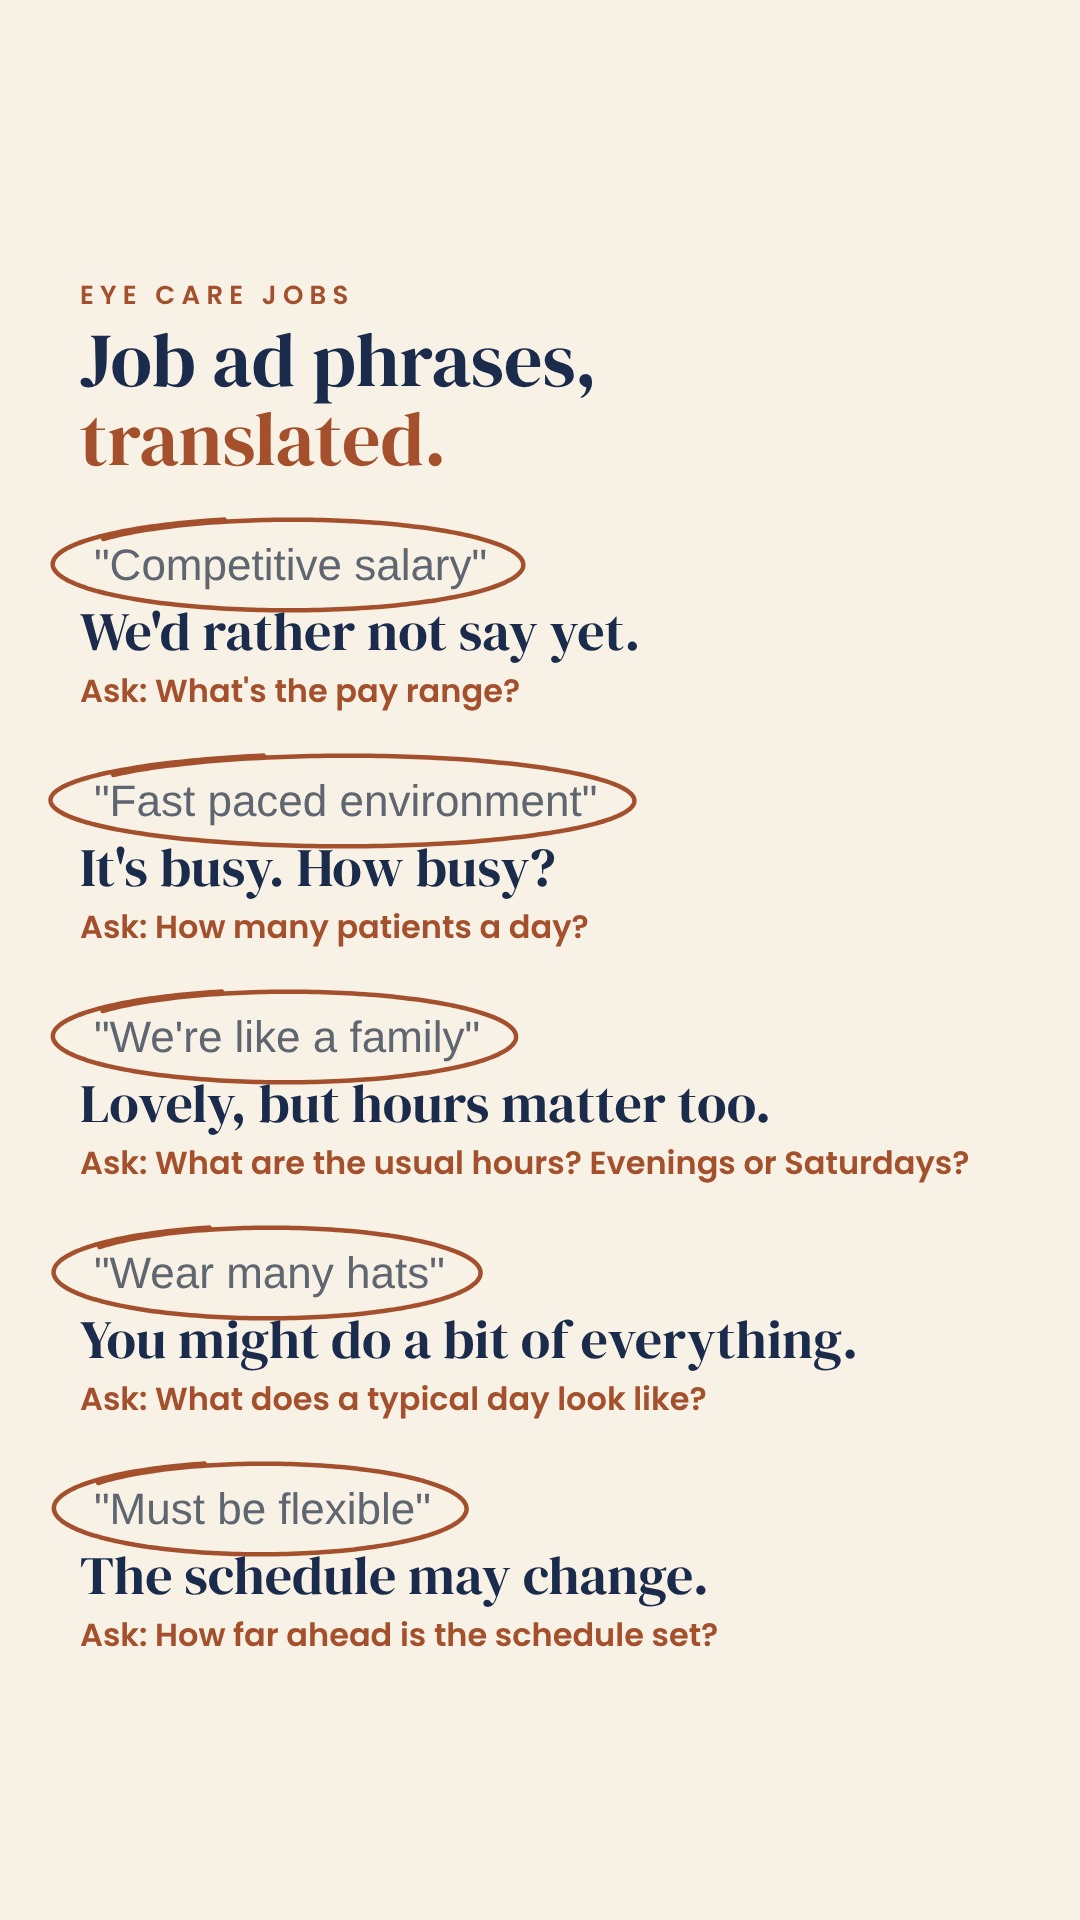 EYE CARE JOBS
Job ad phrases,
translated.
"Competitive salary"
We'd rather not say yet.
Ask: What's the pay range?
"Fast paced environment"
It's busy. How busy?
Ask: How many patients a day?
"We're like a family"
Lovely, but hours matter too.
Ask: What are the usual hours? Evenings or Saturdays?
"Wear many hats"
You might do a bit of everything.
Ask: What does a typical day look like?
"Must be flexible"
The schedule may change.
Ask: How far ahead is the schedule set?